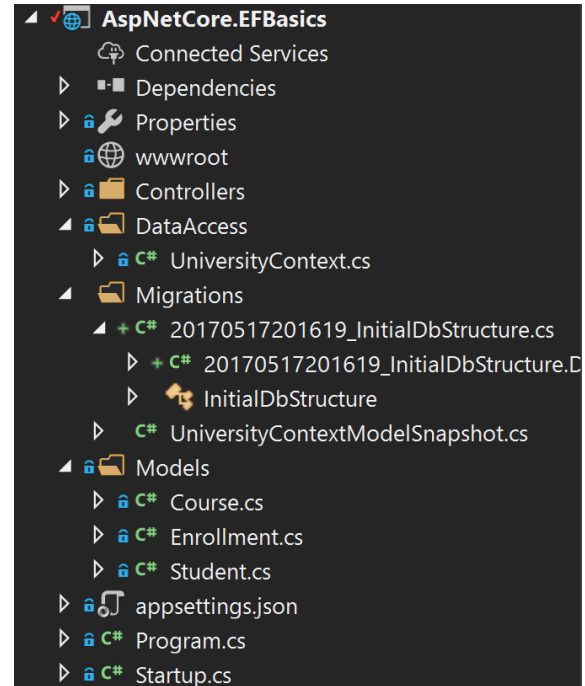 AspNetCore.EFBasics
Connected Services
Dependencies
Properties
wwwroot
Controllers
DataAccess
C# UniversityContext.cs
Migrations
+ C# 20170517201619_InitialDbStructure.cs
+ C# 20170517201619_InitialDbStructure.D
InitialDbStructure
C# UniversityContextModelSnapshot.cs
Models
C# Course.cs
C# Enrollment.cs
C# Student.cs
appsettings.json
C# Program.cs
C# Startup.cs